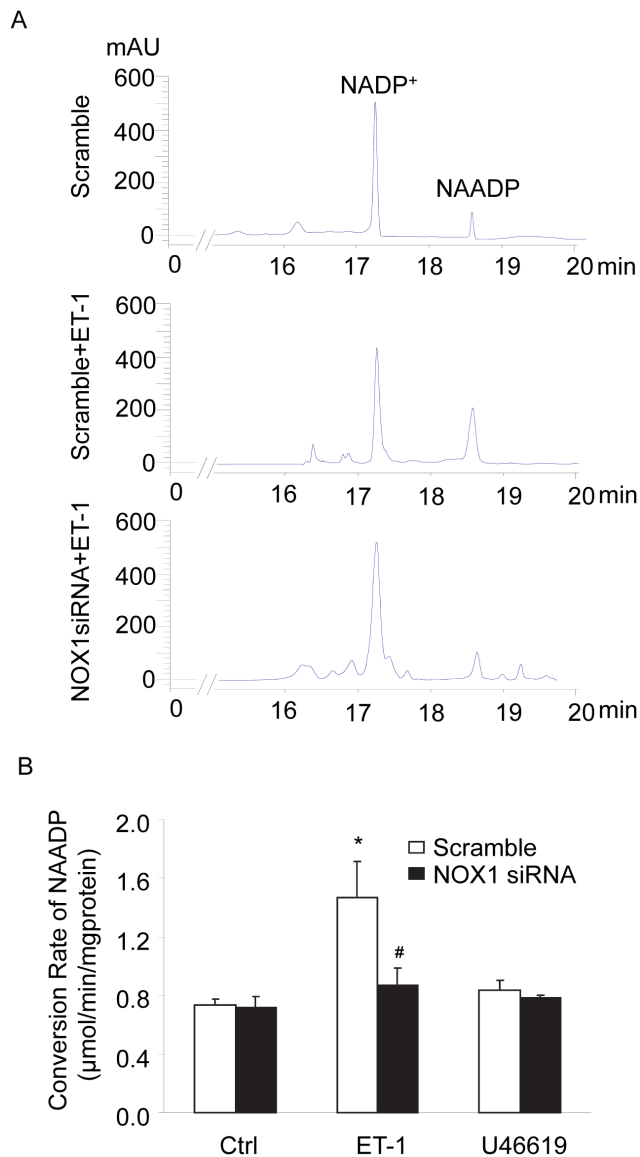 A
mAU
Scramble
600
400
200
0
NADP⁺
NAADP
0 16 17 18 19 20 min
Scramble+ET-1
600
400
200
0
0 16 17 18 19 20 min
NOX1siRNA+ET-1
600
400
200
0
0 16 17 18 19 20 min
B
Conversion Rate of NAADP
(μmol/min/mgprotein)
2.0
1.6
1.2
0.8
0.4
0.0
*
#
Scramble
NOX1 siRNA
Ctrl ET-1 U46619